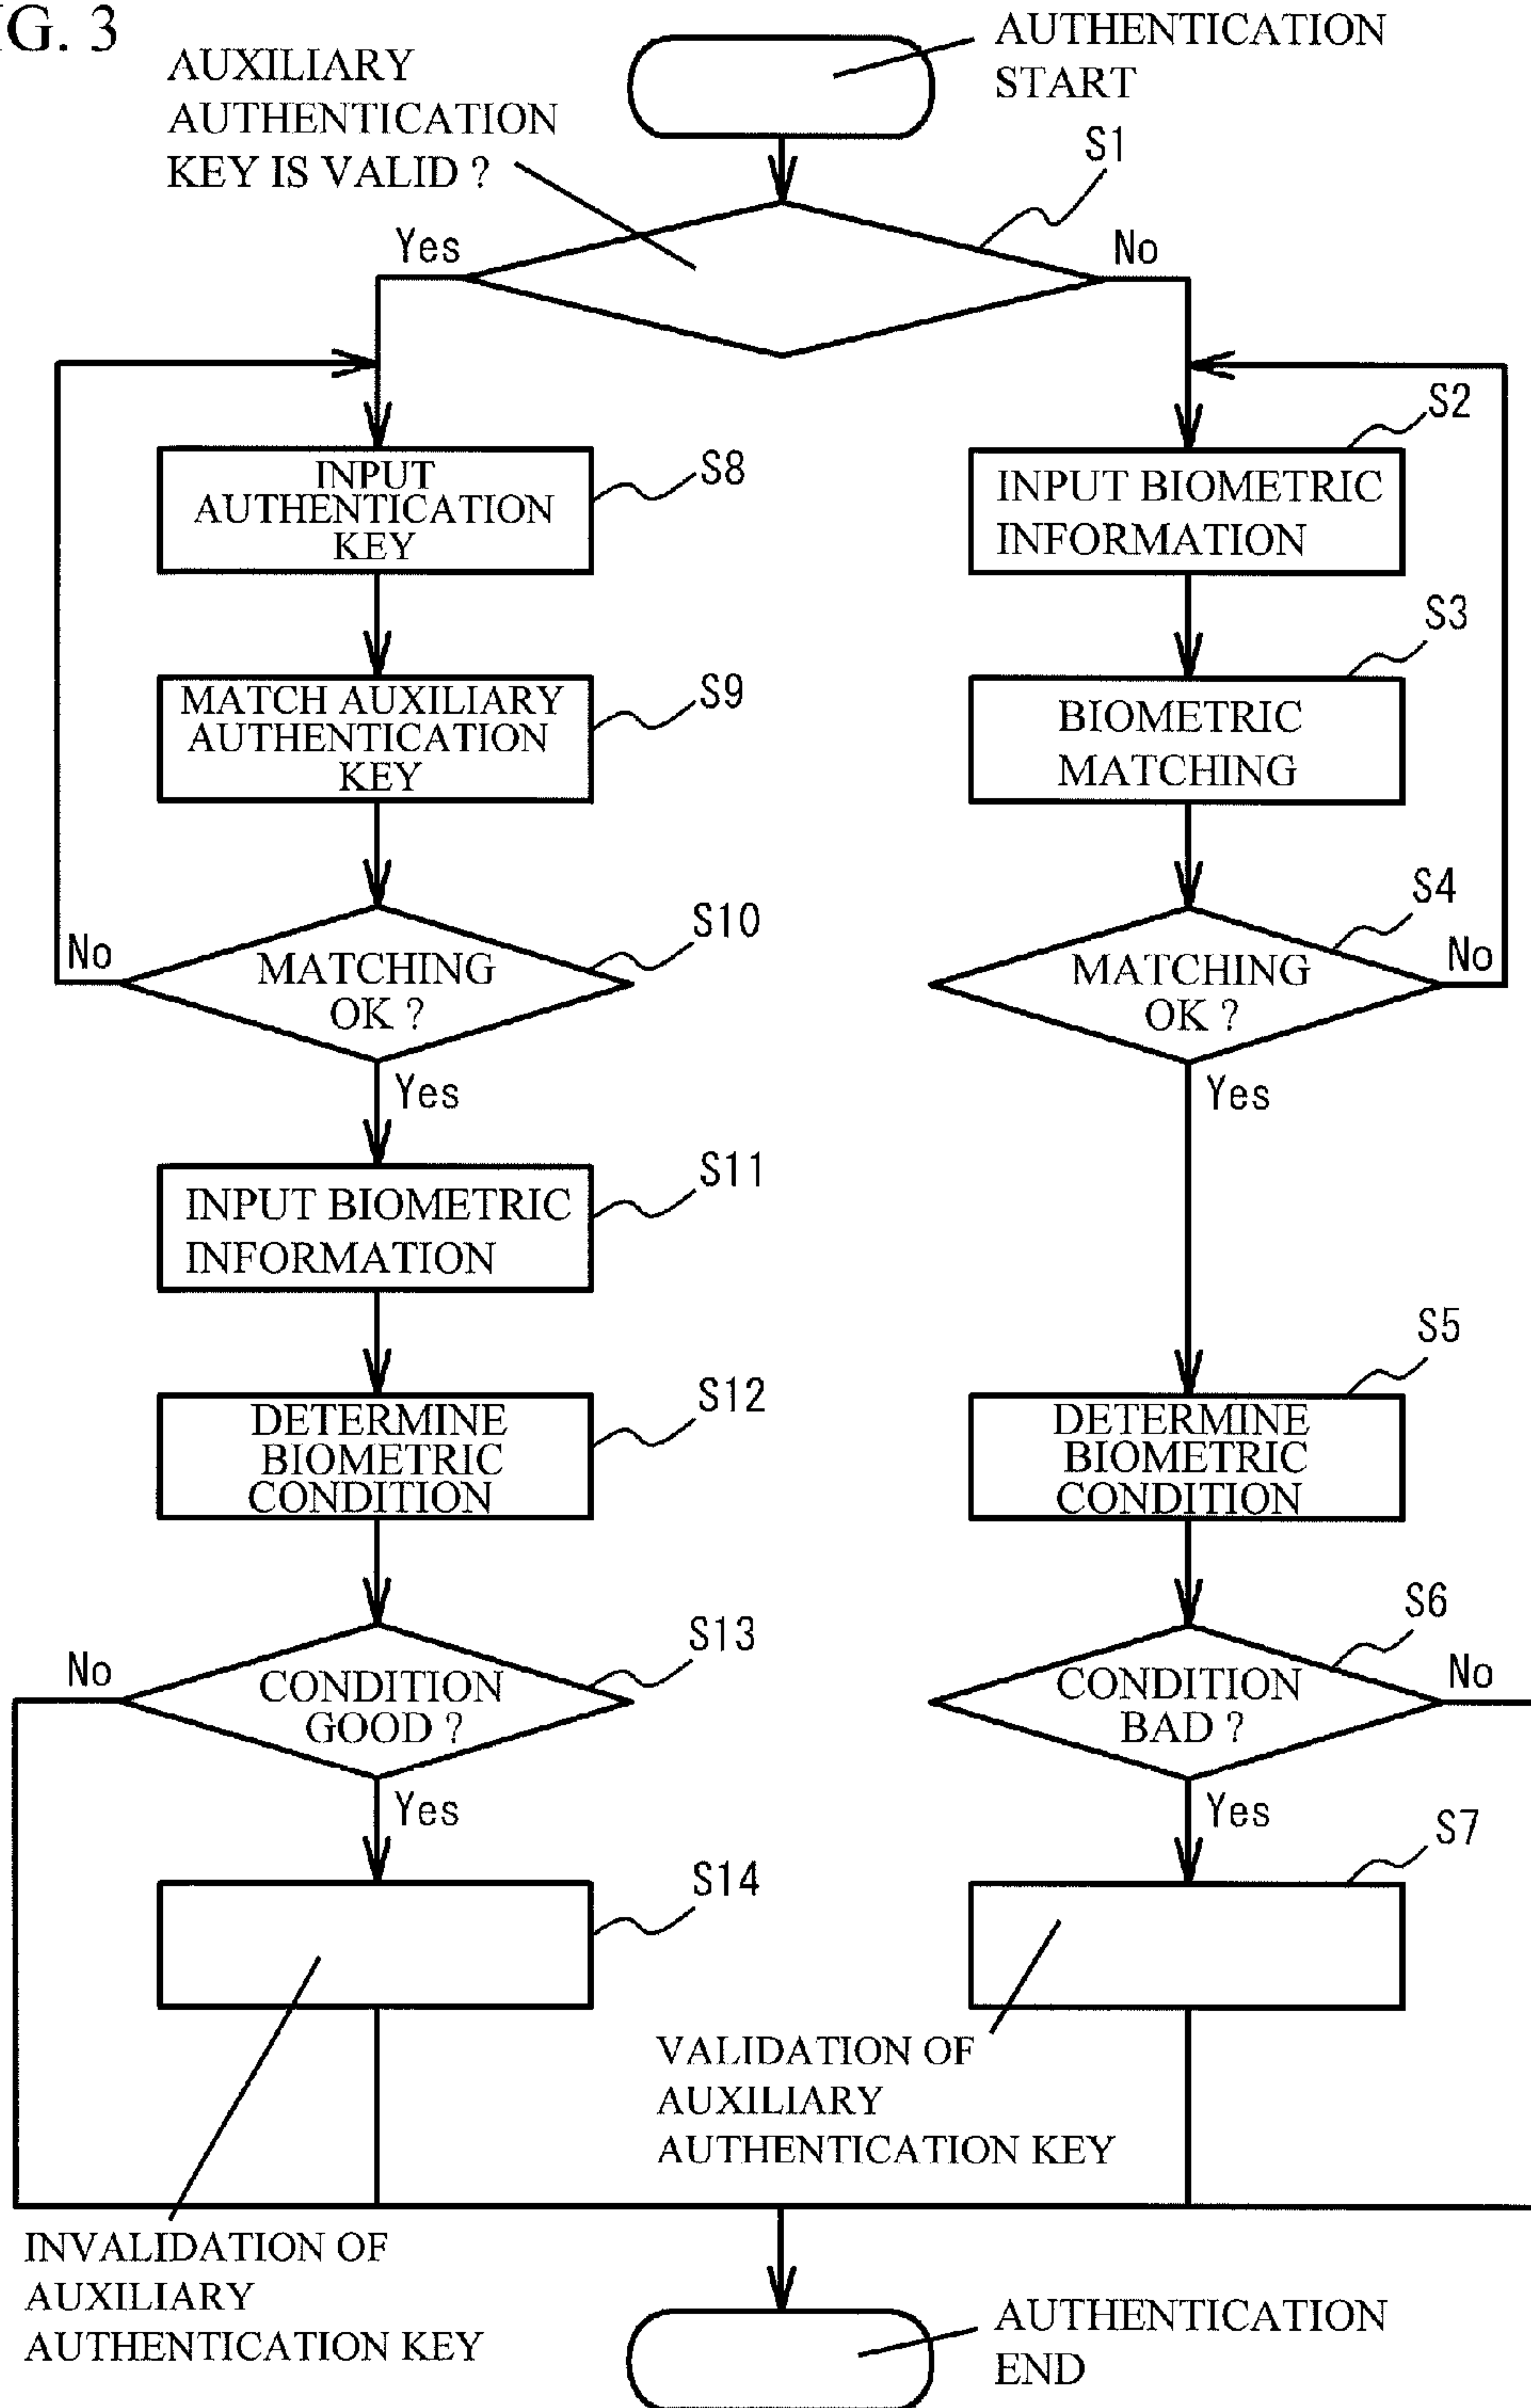 IG. 3
AUTHENTICATION
START
AUXILIARY
AUTHENTICATION
KEY IS VALID ?
S1
Yes
No
S2
INPUT
AUTHENTICATION
KEY
S8
INPUT BIOMETRIC
INFORMATION
S3
MATCH AUXILIARY
AUTHENTICATION
KEY
S9
BIOMETRIC
MATCHING
S4
S10
No
MATCHING
OK ?
MATCHING
OK ?
No
Yes
Yes
S11
INPUT BIOMETRIC
INFORMATION
S5
S12
DETERMINE
BIOMETRIC
CONDITION
DETERMINE
BIOMETRIC
CONDITION
S6
S13
No
CONDITION
GOOD ?
CONDITION
BAD ?
No
Yes
Yes
S7
S14
VALIDATION OF
AUXILIARY
AUTHENTICATION KEY
INVALIDATION OF
AUXILIARY
AUTHENTICATION KEY
AUTHENTICATION
END